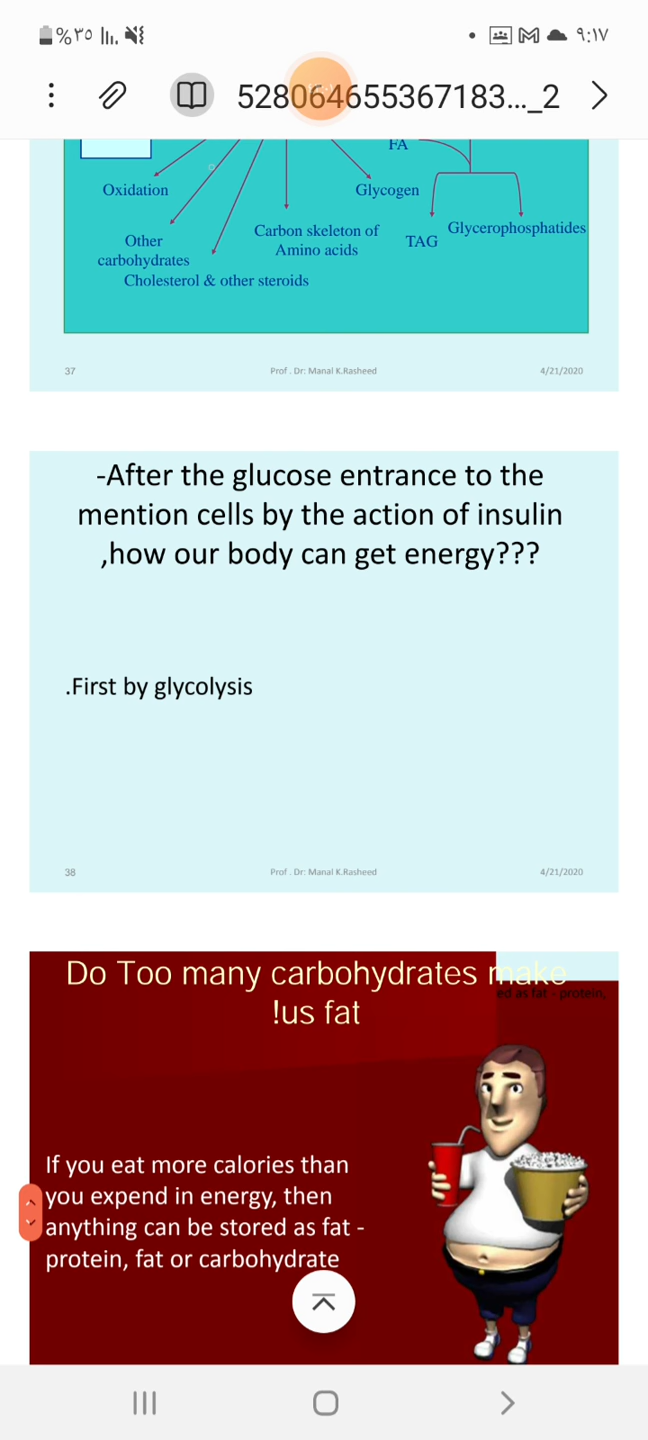 %٣٥
٩:١٧
528064655367183..._2
FA
Oxidation
Glycogen
Other
carbohydrates
Carbon skeleton of
Amino acids
TAG
Glycerophosphatides
Cholesterol & other steroids
37
Prof . Dr: Manal K.Rasheed
4/21/2020
-After the glucose entrance to the
mention cells by the action of insulin
,how our body can get energy???
.First by glycolysis
38
Prof . Dr: Manal K.Rasheed
4/21/2020
Do Too many carbohydrates make
!us fat
ed as fat - protein,
If you eat more calories than
you expend in energy, then
anything can be stored as fat -
protein, fat or carbohydrate